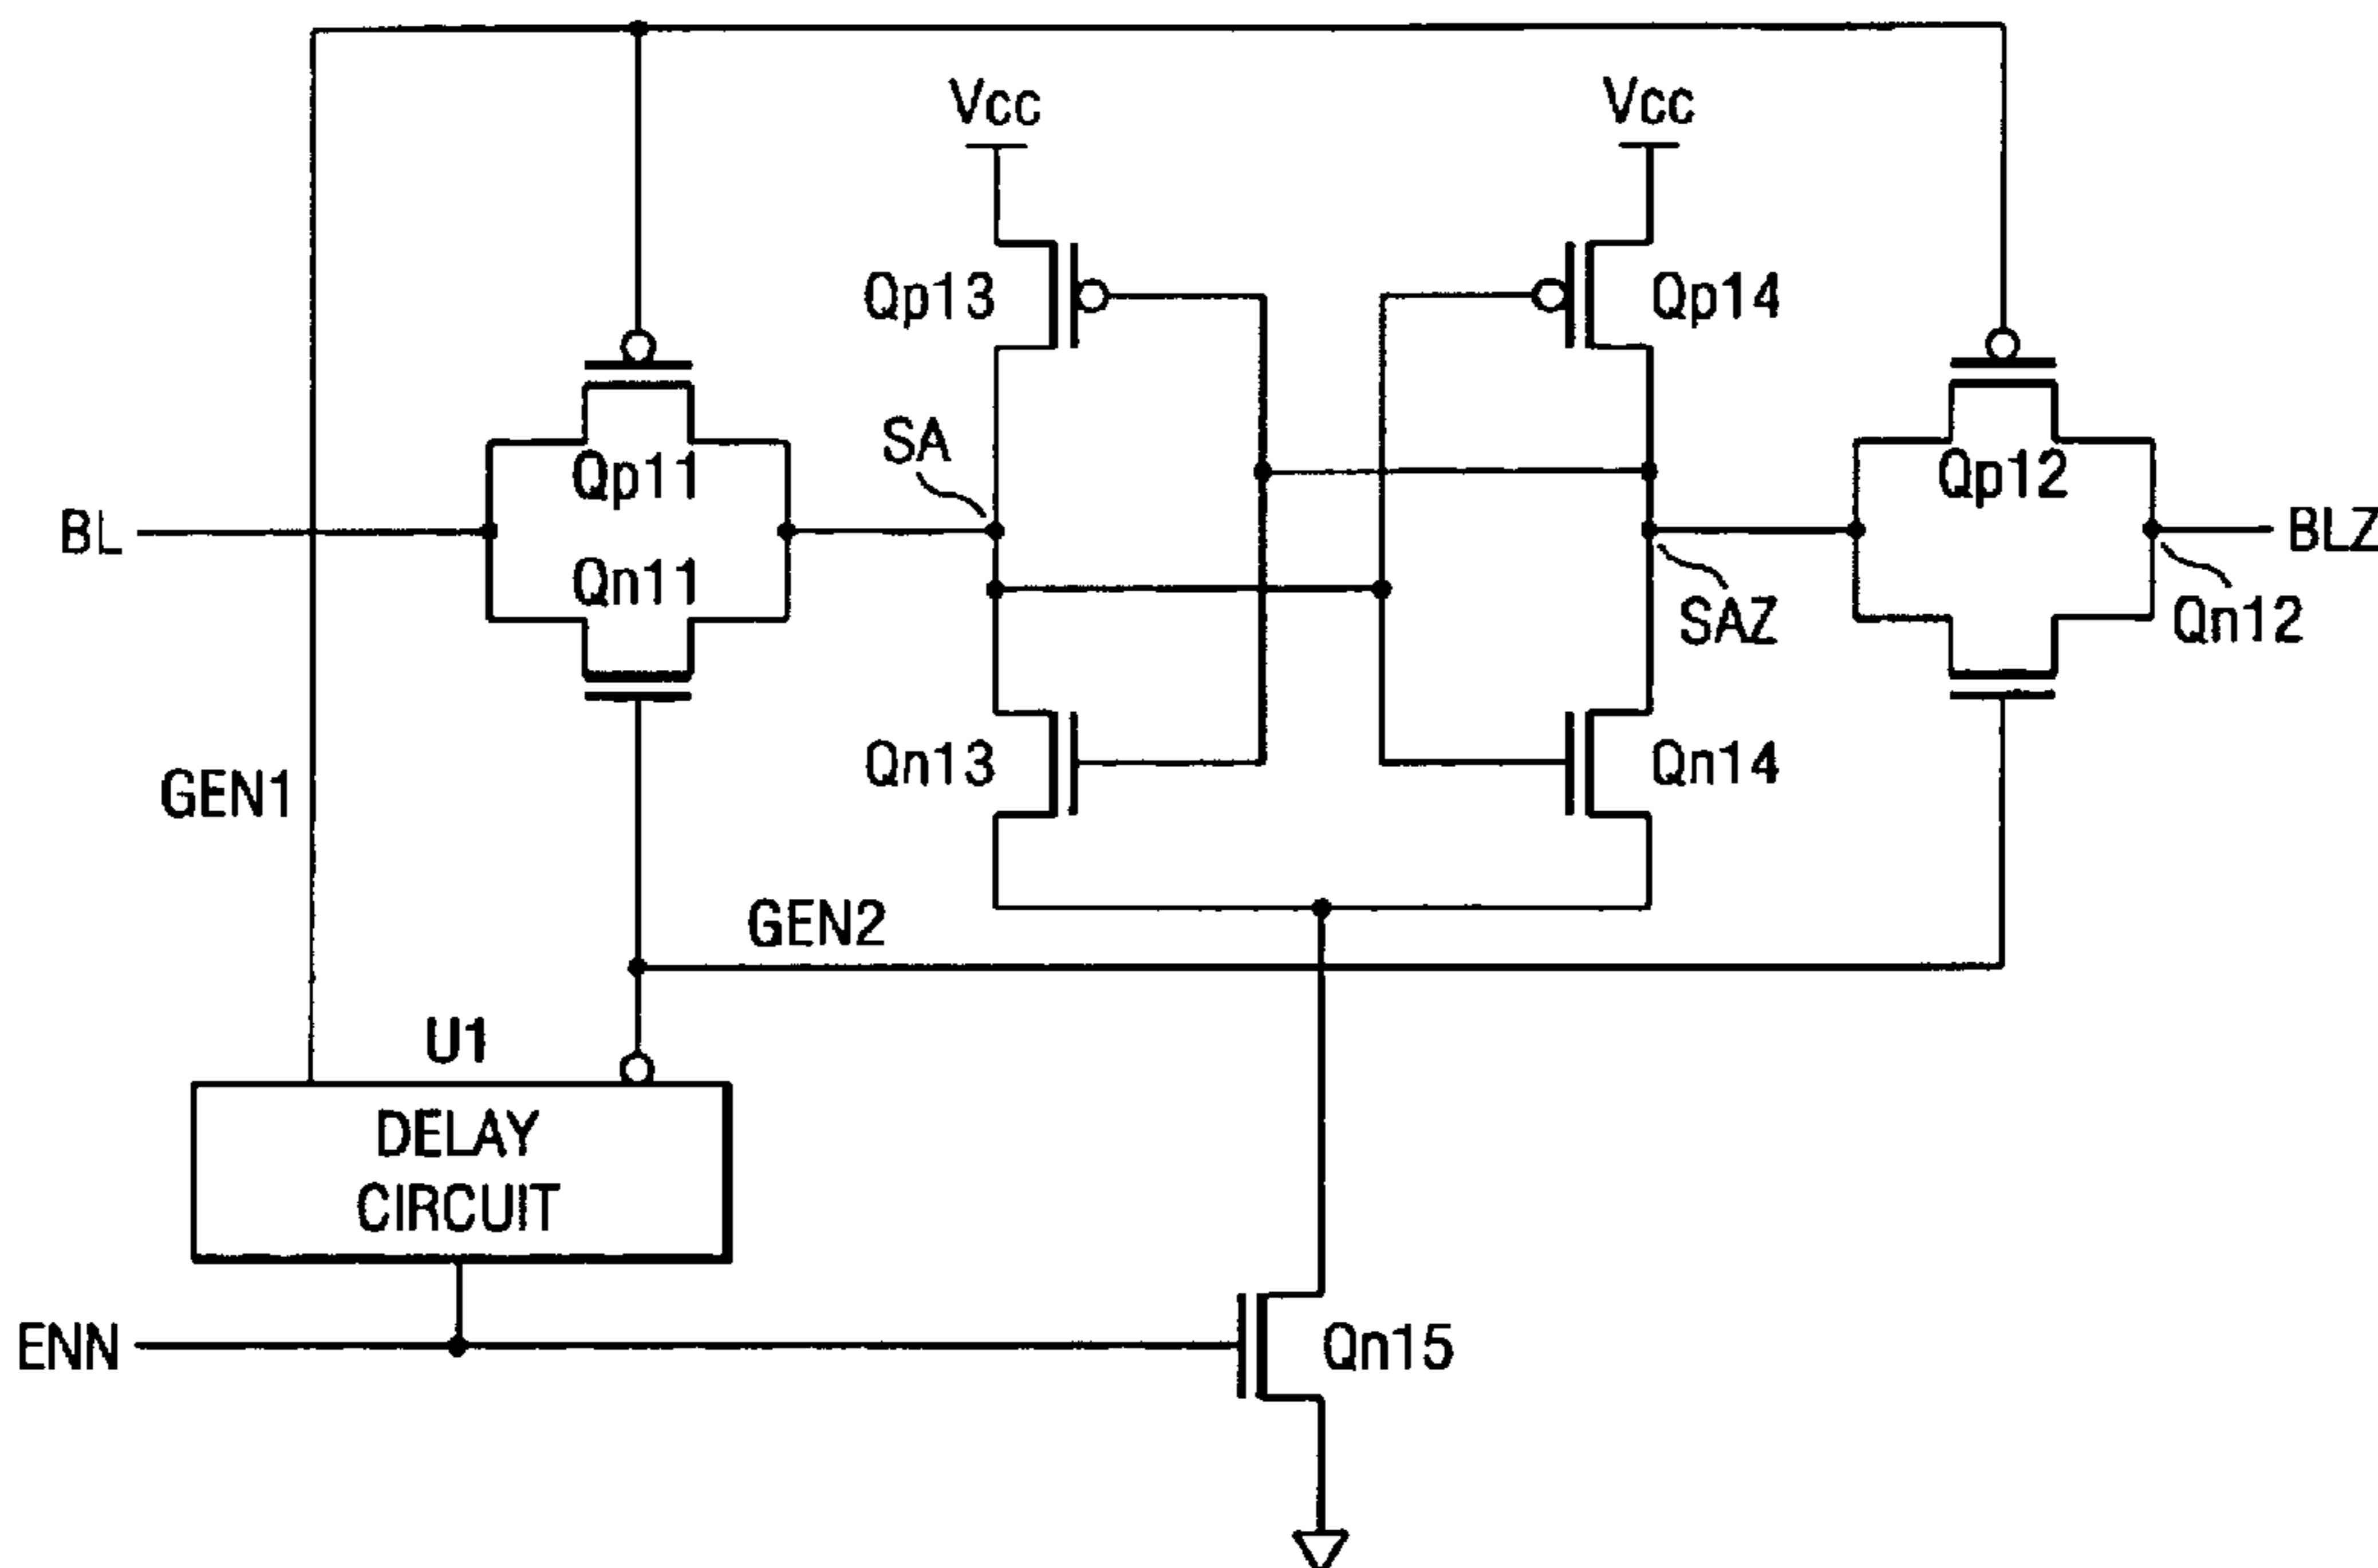 Vcc
Vcc
Qp13
Qp14
SA
Qp11
Qp12
BL
BLZ
Qn11
SAZ
Qn12
Qn13
Qn14
GEN1
GEN2
U1
DELAY
CIRCUIT
ENN
Qn15